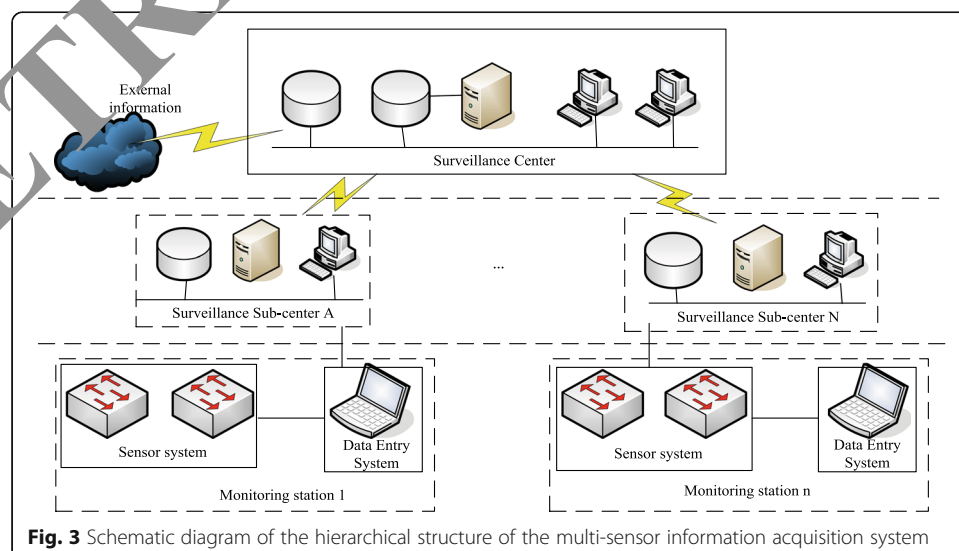 External
information
Surveillance Center
Surveillance Sub-center A
...
Surveillance Sub-center N
Sensor system
Data Entry
System
Monitoring station 1
Sensor system
Data Entry
System
Monitoring station n
Fig. 3 Schematic diagram of the hierarchical structure of the multi-sensor information acquisition system